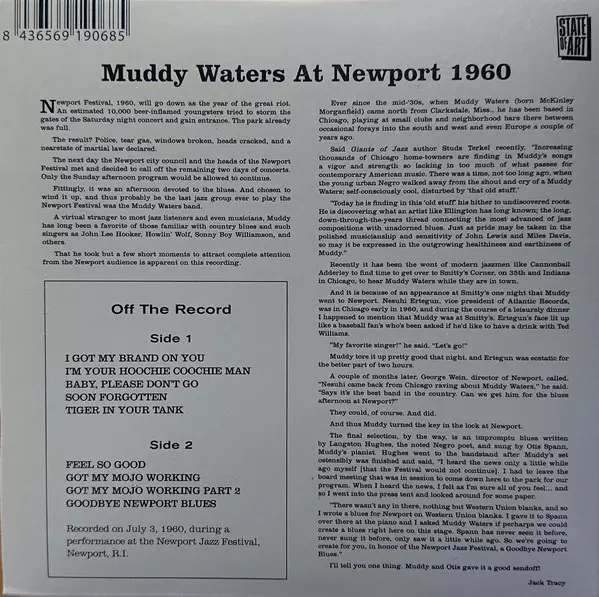 8 436569 190685
STATE
OF
ART
Muddy Waters At Newport 1960
Newport Festival, 1960, will go down as the year of the great riot.
An estimated 10,000 beer-inflamed youngsters tried to storm the
gates of the Saturday night concert and gain entrance. The park already
was full.
The result? Police, tear gas, windows broken, heads cracked, and a
nearstate of martial law declared.
The next day the Newport city council and the heads of the Newport
Festival met and decided to call off the remaining two days of concerts.
Only the Sunday afternoon program would be allowed to continue.
Fittingly, it was an afternoon devoted to the blues. And chosen to
wind it up, and thus probably be the last jazz group ever to play the
Newport Festival was the Muddy Waters band.
A virtual stranger to most jazz listeners and even musicians, Muddy
has long been a favorite of those familiar with country blues and such
singers as John Lee Hooker, Howlin' Wolf, Sonny Boy Williamson, and
others.
That he took but a few short moments to attract complete attention
from the Newport audience is apparent on this recording.
Off The Record
Side 1
I GOT MY BRAND ON YOU
I'M YOUR HOOCHIE COOCHIE MAN
BABY, PLEASE DON'T GO
SOON FORGOTTEN
TIGER IN YOUR TANK
Side 2
FEEL SO GOOD
GOT MY MOJO WORKING
GOT MY MOJO WORKING PART 2
GOODBYE NEWPORT BLUES
Recorded on July 3, 1960, during a
performance at the Newport Jazz Festival,
Newport, R.I.
Ever since the mid-'30s, when Muddy Waters (born McKinley
Morganfield) came north from Clarksdale, Miss., he has been based in
Chicago, playing at small clubs and neighborhood bars there between
occasional forays into the south and west and even Europe a couple of
years ago.
Said Giants of Jazz author Studs Terkel recently, "Increasing
thousands of Chicago home-towners are finding in Muddy's songs
a vigor and strength so lacking in too much of what passes for
contemporary American music. There was a time, not too long ago, when
the young urban Negro walked away from the shout and cry of a Muddy
Waters; self-consciously cool, disturbed by 'that old stuff.'
"Today he is finding in this 'old stuff' his hither to undiscovered roots.
He is discovering what an artist like Ellington has long known; the long,
down-through-the-years thread connecting the most advanced of jazz
compositions with unadorned blues. Just as pride may be taken in the
polished musicianship and sensitivity of John Lewis and Miles Davis,
so may it be expressed in the outgrowing healthiness and earthiness of
Muddy."
Recently it has been the wont of modern jazzmen like Cannonball
Adderley to find time to get over to Smitty's Corner, on 35th and Indiana
in Chicago, to hear Muddy Waters while they are in town.
And it is because of an appearance at Smitty's one night that Muddy
went to Newport. Nesuhi Ertegun, vice president of Atlantic Records,
was in Chicago early in 1960, and during the course of a leisurely dinner
I happened to mention that Muddy was at Smitty's. Ertegun's face lit up
like a baseball fan's who's been asked if he'd like to have a drink with Ted
Williams.
"My favorite singer!" he said. "Let's go!"
Muddy tore it up pretty good that night, and Ertegun was ecstatic for
the better part of two hours.
A couple of months later, George Wein, director of Newport, called.
"Nesuhi came back from Chicago raving about Muddy Waters," he said.
"Says it's the best band in the country. Can we get him for the blues
afternoon at Newport?"
They could, of course. And did.
And thus Muddy turned the key in the lock at Newport.
The final selection, by the way, is an impromptu blues written
by Langston Hughes, the noted Negro poet, and sung by Otis Spann,
Muddy's pianist. Hughes went to the bandstand after Muddy's set
ostensibly was finished and said, "I heard the news only a little while
ago myself [that the Festival would not continue]. I had to leave the
board meeting that was in session to come down here to the park for our
program. When I heard the news, I felt as I'm sure all of you feel... and
so I went into the press tent and looked around for some paper.
"There wasn't any in there, nothing but Western Union blanks, and so
I wrote a blues for Newport on Western Union blanks. I gave it to Spann
over there at the piano and I asked Muddy Waters if perhaps we could
create a blues right here on this stage. Spann has never seen it before,
never sung it before, only saw it a little while ago. So we're going to
create for you, in honor of the Newport Jazz Festival, a Goodbye Newport
Blues."
I'll tell you one thing. Muddy and Otis gave it a good sendoff!
Jack Tracy